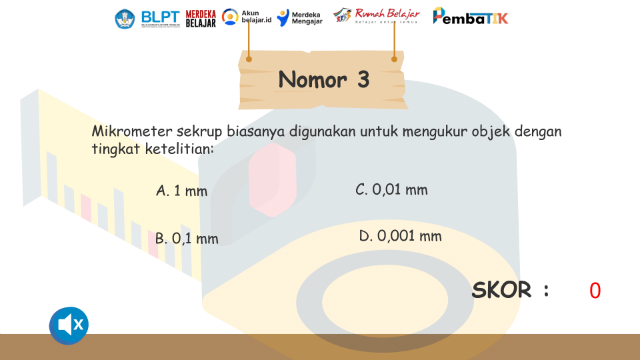 BLPT
MERDEKA
BELAJAR
Akun
belajar.id
Merdeka
Mengajar
Rumah Belajar
PembaTIK
Nomor 3
Mikrometer sekrup biasanya digunakan untuk mengukur objek dengan
tingkat ketelitian:
A. 1 mm
C. 0,01 mm
B. 0,1 mm
D. 0,001 mm
SKOR : 0